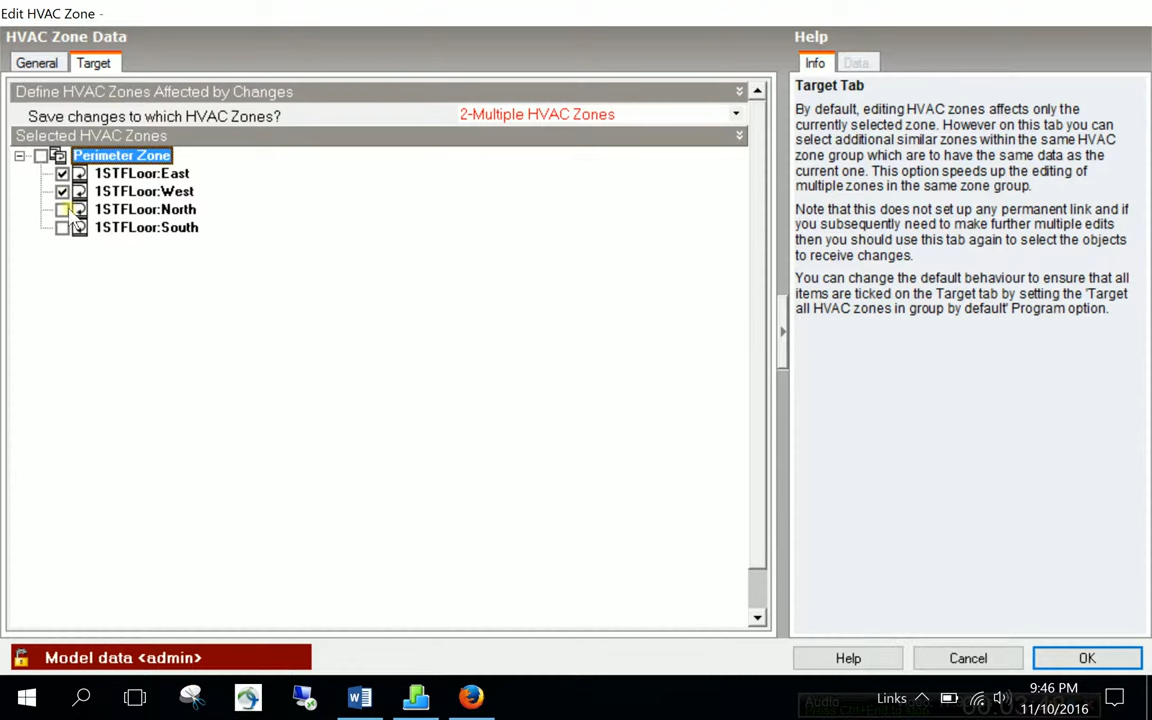 Edit HVAC Zone -
HVAC Zone Data
General Target
Define HVAC Zones Affected by Changes
Save changes to which HVAC Zones? 2-Multiple HVAC Zones
Selected HVAC Zones
Perimeter Zone
1STFLoor:East
1STFLoor:West
1STFLoor:North
1STFLoor:South
Help
Info Data
Target Tab
By default, editing HVAC zones affects only the
currently selected zone. However on this tab you can
select additional similar zones within the same HVAC
zone group which are to have the same data as the
current one. This option speeds up the editing of
multiple zones in the same zone group.
Note that this does not set up any permanent link and if
you subsequently need to make further multiple edits
then you should use this tab again to select the objects
to receive changes.
You can change the default behaviour to ensure that all
items are ticked on the Target tab by setting the 'Target
all HVAC zones in group by default' Program option.
Model data <admin>
Help Cancel OK
Audio
Links
9:46 PM
11/10/2016